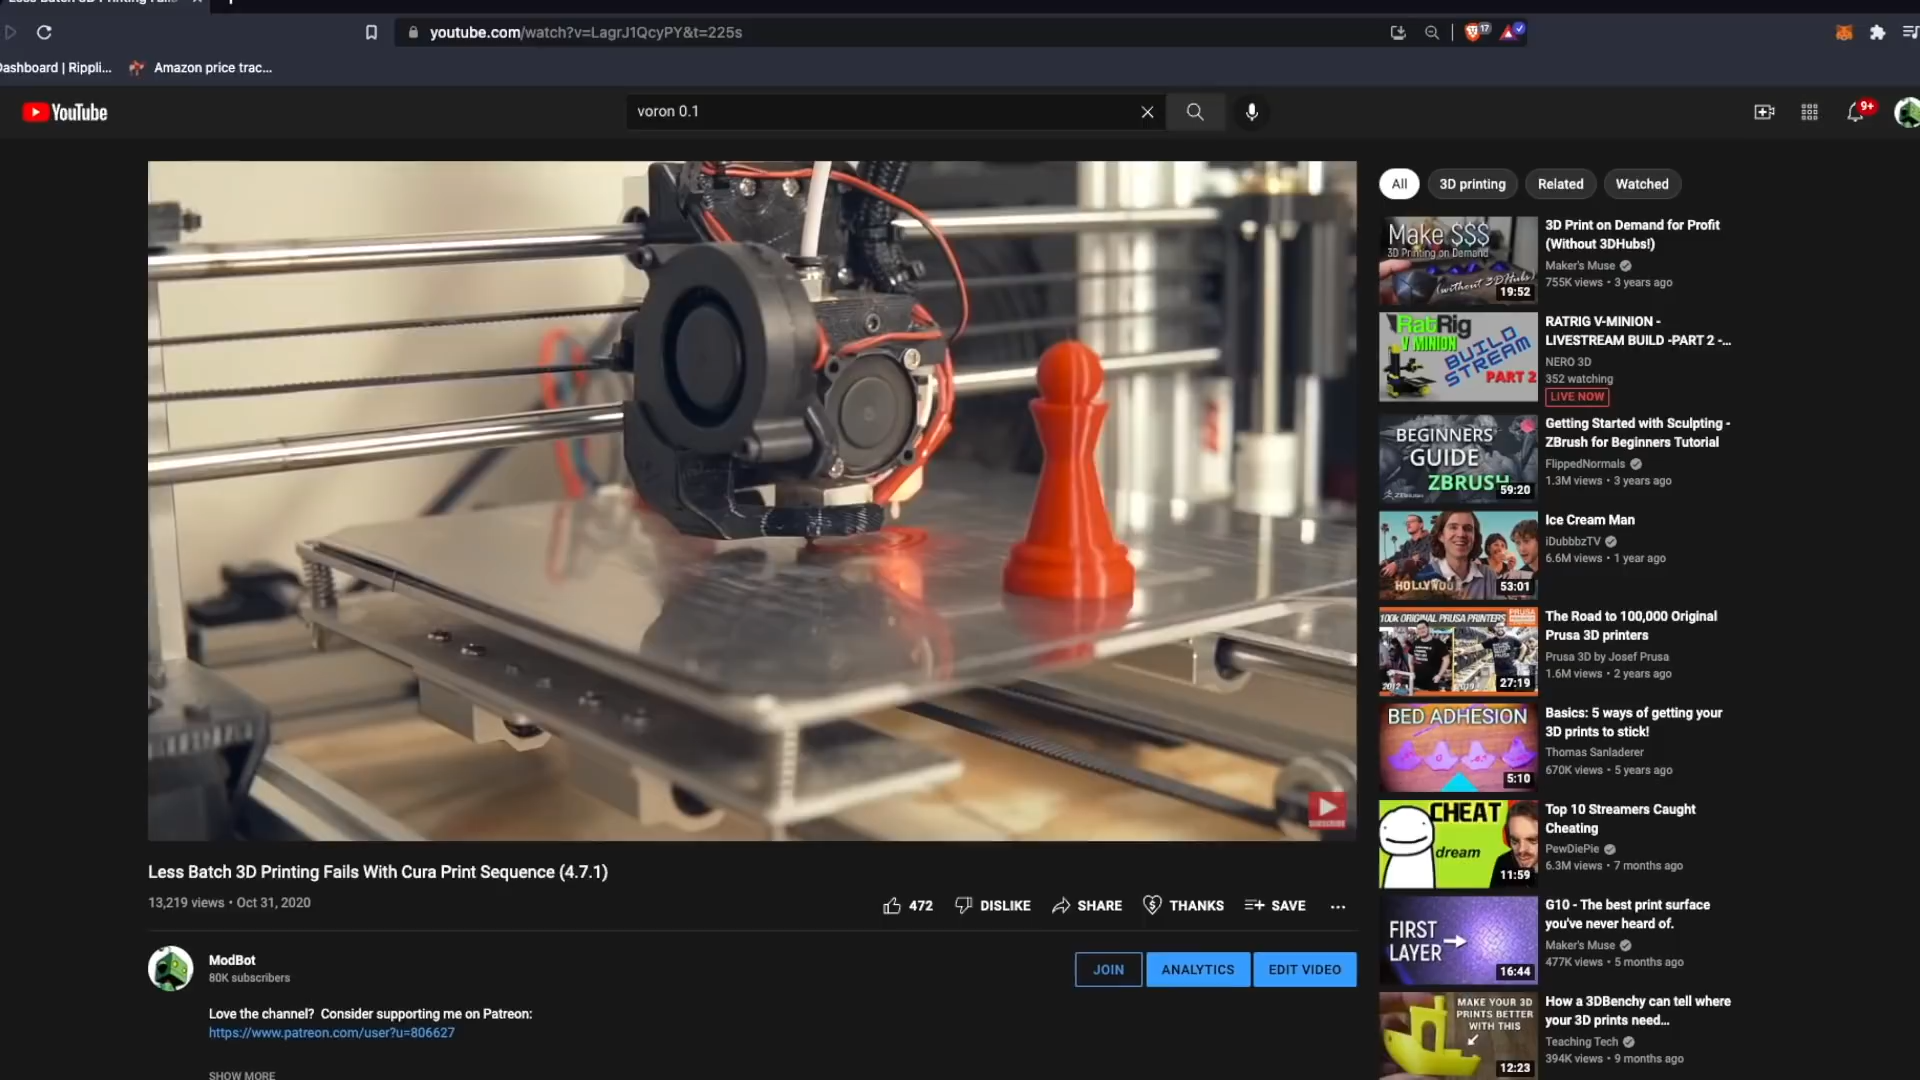 youtube.com/watch?v=LagrJ1QcyPY&t=225s
17
ashboard | Rippli...
Amazon price trac...
YouTube
voron 0.1
9+
All
3D printing
Related
Watched
Make $$$
3D Printing on Demand
(without 3DHubs!)
19:52
3D Print on Demand for Profit
(Without 3DHubs!)
Maker's Muse
755K views • 3 years ago
RatRig
V MINION
BUILD
STREAM
PART 2
RATRIG V-MINION -
LIVESTREAM BUILD -PART 2 -...
NERO 3D
352 watching
LIVE NOW
BEGINNERS
GUIDE
ZBRUSH
59:20
Getting Started with Sculpting -
ZBrush for Beginners Tutorial
FlippedNormals
1.3M views • 3 years ago
53:01
Ice Cream Man
iDubbbzTV
6.6M views • 1 year ago
100K ORIGINAL PRUSA PRINTERS
PRUSA
2012
27:19
The Road to 100,000 Original
Prusa 3D printers
Prusa 3D by Josef Prusa
1.6M views • 2 years ago
BED ADHESION
5:10
Basics: 5 ways of getting your
3D prints to stick!
Thomas Sanladerer
670K views • 5 years ago
CHEAT
dream
11:59
Top 10 Streamers Caught
Cheating
PewDiePie
6.3M views • 7 months ago
FIRST
LAYER
16:44
G10 - The best print surface
you've never heard of.
Maker's Muse
477K views • 5 months ago
MAKE YOUR 3D
PRINTS BETTER
WITH THIS
12:23
How a 3DBenchy can tell where
your 3D prints need...
Teaching Tech
394K views • 9 months ago
Less Batch 3D Printing Fails With Cura Print Sequence (4.7.1)
13,219 views • Oct 31, 2020
472
DISLIKE
SHARE
THANKS
SAVE
ModBot
80K subscribers
JOIN
ANALYTICS
EDIT VIDEO
Love the channel? Consider supporting me on Patreon:
https://www.patreon.com/user?u=806627
SHOW MORE